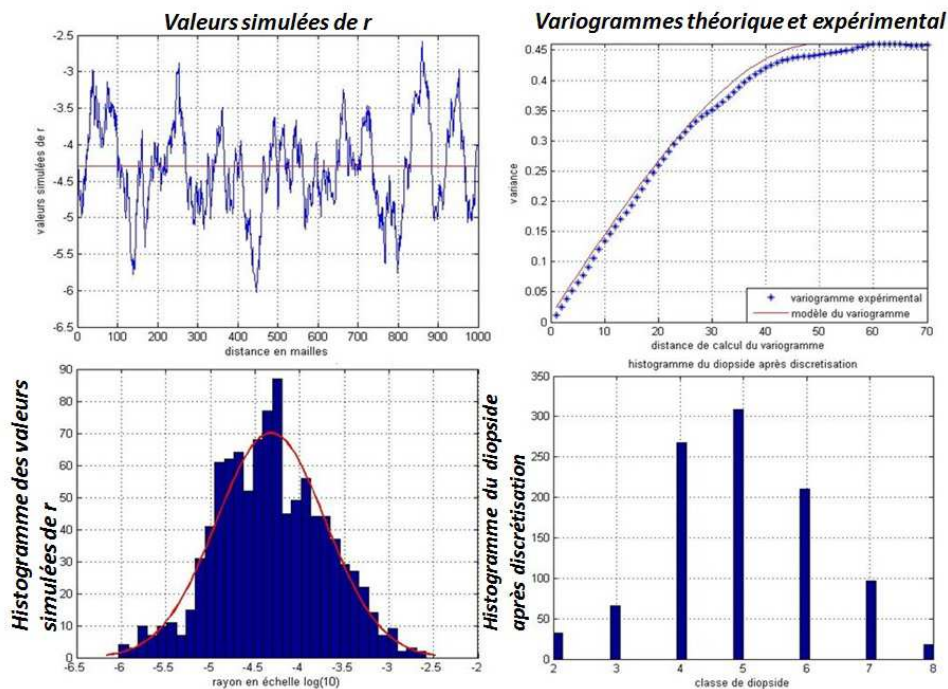 Valeurs simulées de r
Variogrammes théorique et expérimental
-2.5
-3
-3.5
-4
-4.5
-5
-5.5
-6
-6.5
valeurs simulées de r
0 100 200 300 400 500 600 700 800 900 1000
distance en mailles
0.45
0.4
0.35
0.3
0.25
0.2
0.15
0.1
0.05
0
variance
variogramme expérimental
modèle du variogramme
0 10 20 30 40 50 60 70
distance de calcul du variogramme
Histogramme des valeurs
simulées de r
90
80
70
60
50
40
30
20
10
0
-6.5 -6 -5.5 -5 -4.5 -4 -3.5 -3 -2.5 -2
rayon en échelle log(10)
histogramme du diopside après discretisation
Histogramme du diopside
après discrétisation
350
300
250
200
150
100
50
0
2 3 4 5 6 7 8
classe de diopside